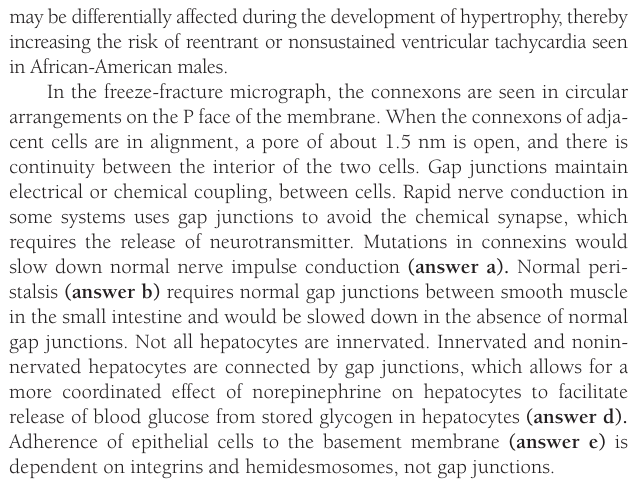 may be differentially affected during the development of hypertrophy, thereby
increasing the risk of reentrant or nonsustained ventricular tachycardia seen
in African-American males.
In the freeze-fracture micrograph, the connexons are seen in circular
arrangements on the P face of the membrane. When the connexons of adja-
cent cells are in alignment, a pore of about 1.5 nm is open, and there is
continuity between the interior of the two cells. Gap junctions maintain
electrical or chemical coupling, between cells. Rapid nerve conduction in
some systems uses gap junctions to avoid the chemical synapse, which
requires the release of neurotransmitter. Mutations in connexins would
slow down normal nerve impulse conduction (answer a). Normal peri-
stalsis (answer b) requires normal gap junctions between smooth muscle
in the small intestine and would be slowed down in the absence of normal
gap junctions. Not all hepatocytes are innervated. Innervated and nonin-
nervated hepatocytes are connected by gap junctions, which allows for a
more coordinated effect of norepinephrine on hepatocytes to facilitate
release of blood glucose from stored glycogen in hepatocytes (answer d).
Adherence of epithelial cells to the basement membrane (answer e) is
dependent on integrins and hemidesmosomes, not gap junctions.